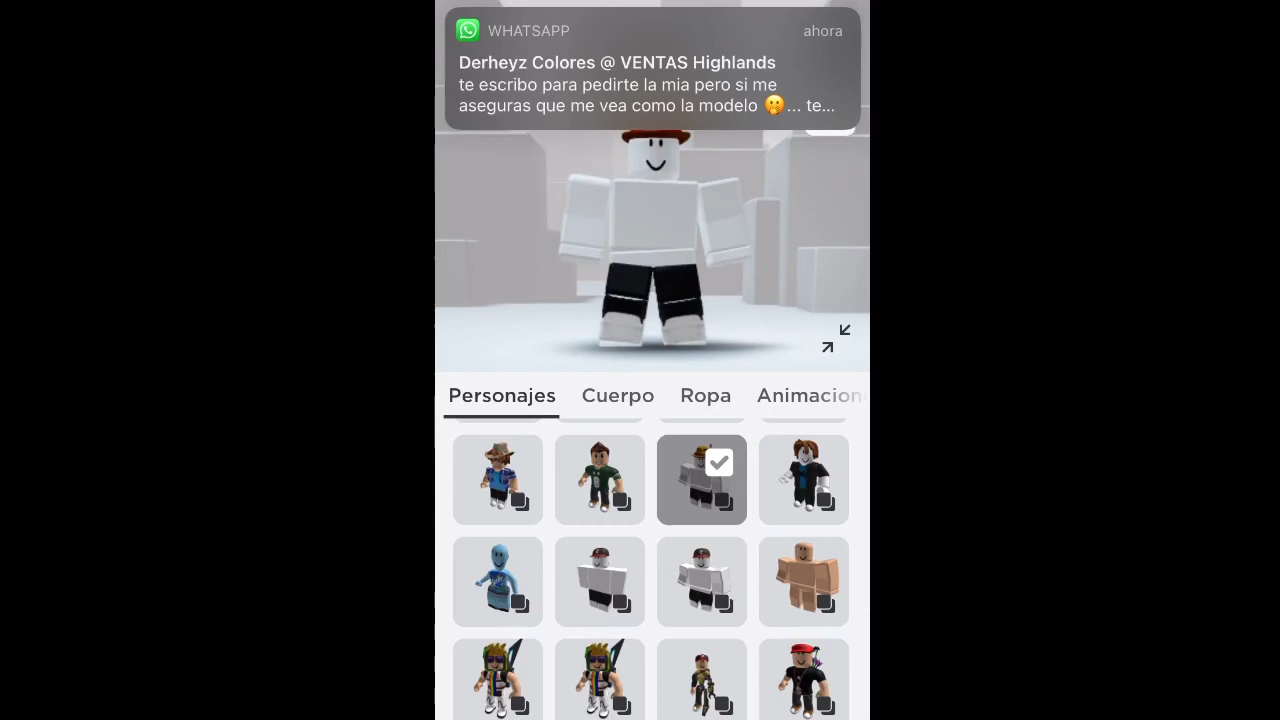 WHATSAPP
ahora
Derheyz Colores @ VENTAS Highlands
te escribo para pedirte la mia pero si me
aseguras que me vea como la modelo 🤭... te...
Personajes
Cuerpo
Ropa
Animacion